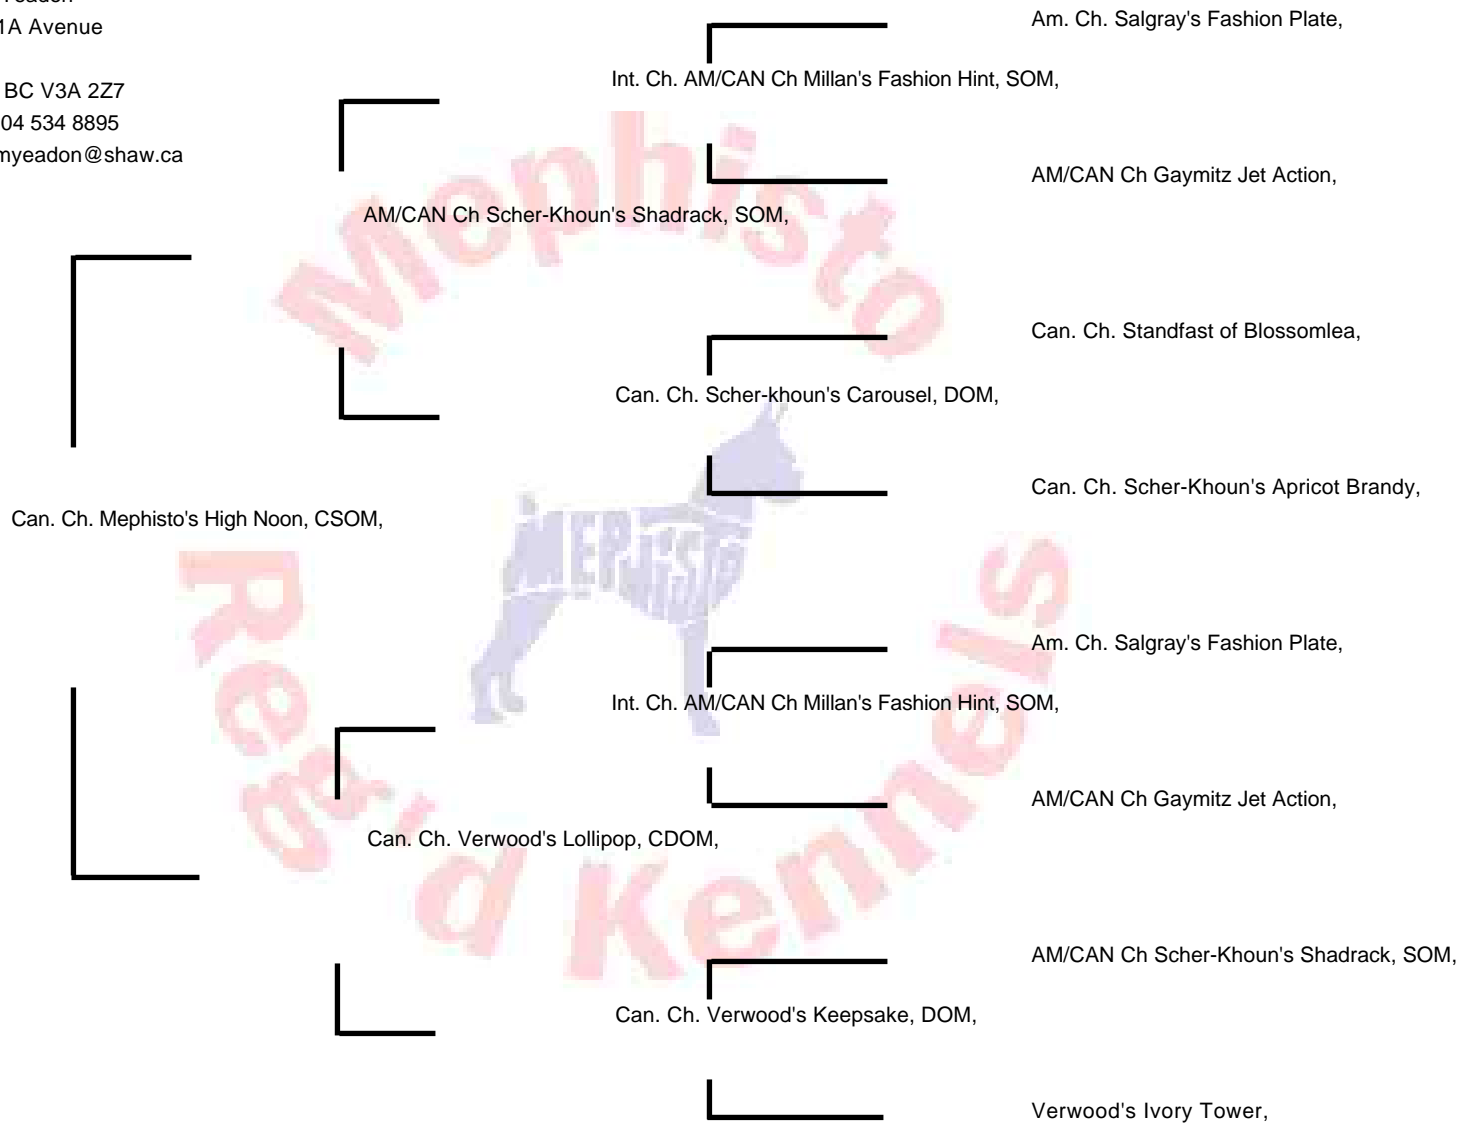 1A Avenue
BC V3A 2Z7
04 534 8895
myeadon@shaw.ca
Am. Ch. Salgray's Fashion Plate,
Int. Ch. AM/CAN Ch Millan's Fashion Hint, SOM,
AM/CAN Ch Gaymitz Jet Action,
AM/CAN Ch Scher-Khoun's Shadrack, SOM,
Can. Ch. Standfast of Blossomlea,
Can. Ch. Scher-khoun's Carousel, DOM,
Can. Ch. Scher-Khoun's Apricot Brandy,
Can. Ch. Mephisto's High Noon, CSOM,
Am. Ch. Salgray's Fashion Plate,
Int. Ch. AM/CAN Ch Millan's Fashion Hint, SOM,
AM/CAN Ch Gaymitz Jet Action,
Can. Ch. Verwood's Lollipop, CDOM,
AM/CAN Ch Scher-Khoun's Shadrack, SOM,
Can. Ch. Verwood's Keepsake, DOM,
Verwood's Ivory Tower,
Mephisto
MEPHISTO
Reg'd Kennels